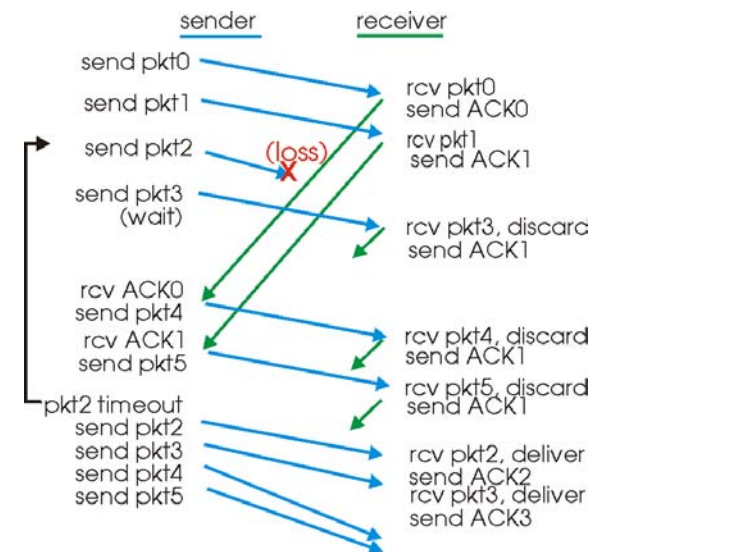 sender
receiver
send pkt0
send pkt1
send pkt2
(loss)
X
send pkt3
(wait)
rcv ACK0
send pkt4
rcv ACK1
send pkt5
pkt2 timeout
send pkt2
send pkt3
send pkt4
send pkt5
rcv pkt0
send ACK0
rcv pkt1
send ACK1
rcv pkt3, discard
send ACK1
rcv pkt4, discard
send ACK1
rcv pkt5, discard
send ACK1
rcv pkt2, deliver
send ACK2
rcv pkt3, deliver
send ACK3